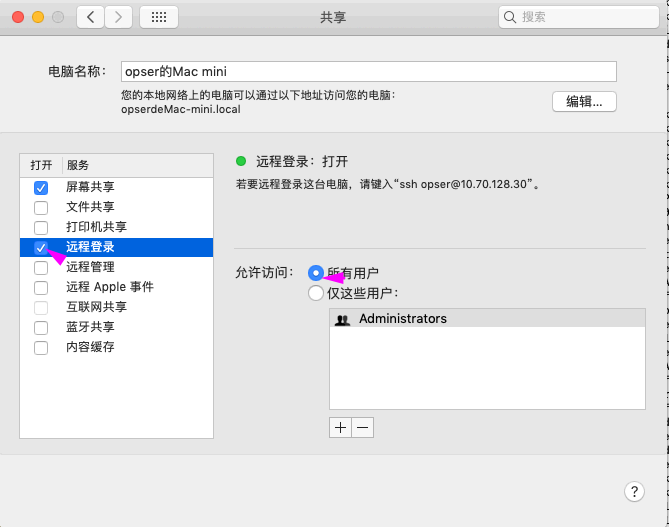 共享
搜索
电脑名称：
opser的Mac mini
您的本地网络上的电脑可以通过以下地址访问您的电脑：
opserdeMac-mini.local
编辑...
打开 服务
屏幕共享
文件共享
打印机共享
远程登录
远程管理
远程 Apple 事件
互联网共享
蓝牙共享
内容缓存
远程登录：打开
若要远程登录这台电脑，请键入“ssh opser@10.70.128.30”。
允许访问：
所有用户
仅这些用户：
Administrators
?